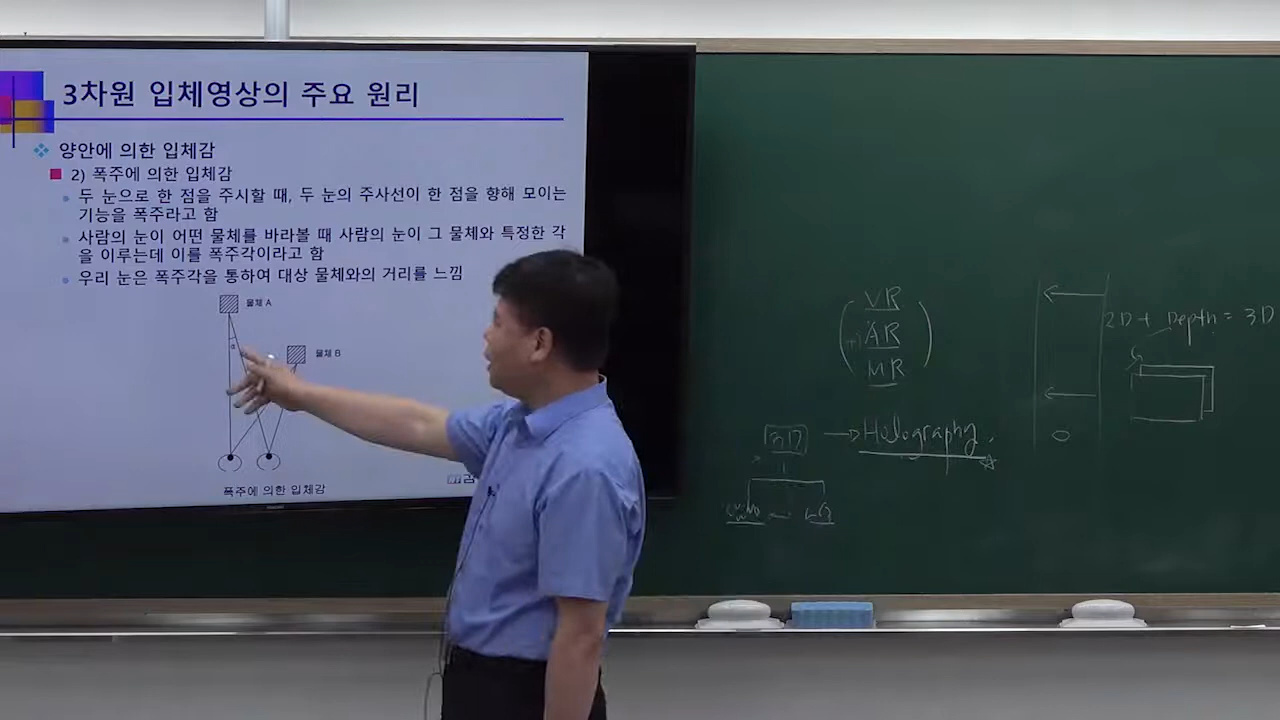 3차원 입체영상의 주요 원리
양안에 의한 입체감
2) 폭주에 의한 입체감
두 눈으로 한 점을 주시할 때, 두 눈의 주사선이 한 점을 향해 모이는
기능을 폭주라고 함
사람의 눈이 어떤 물체를 바라볼 때 사람의 눈이 그 물체와 특정한 각
을 이루는데 이를 폭주각이라고 함
우리 눈은 폭주각을 통하여 대상 물체와의 거리를 느낌
물체 A
물체 B
폭주에 의한 입체감
VR
AR
MR
3D → Holography
2D + Depth = 3D